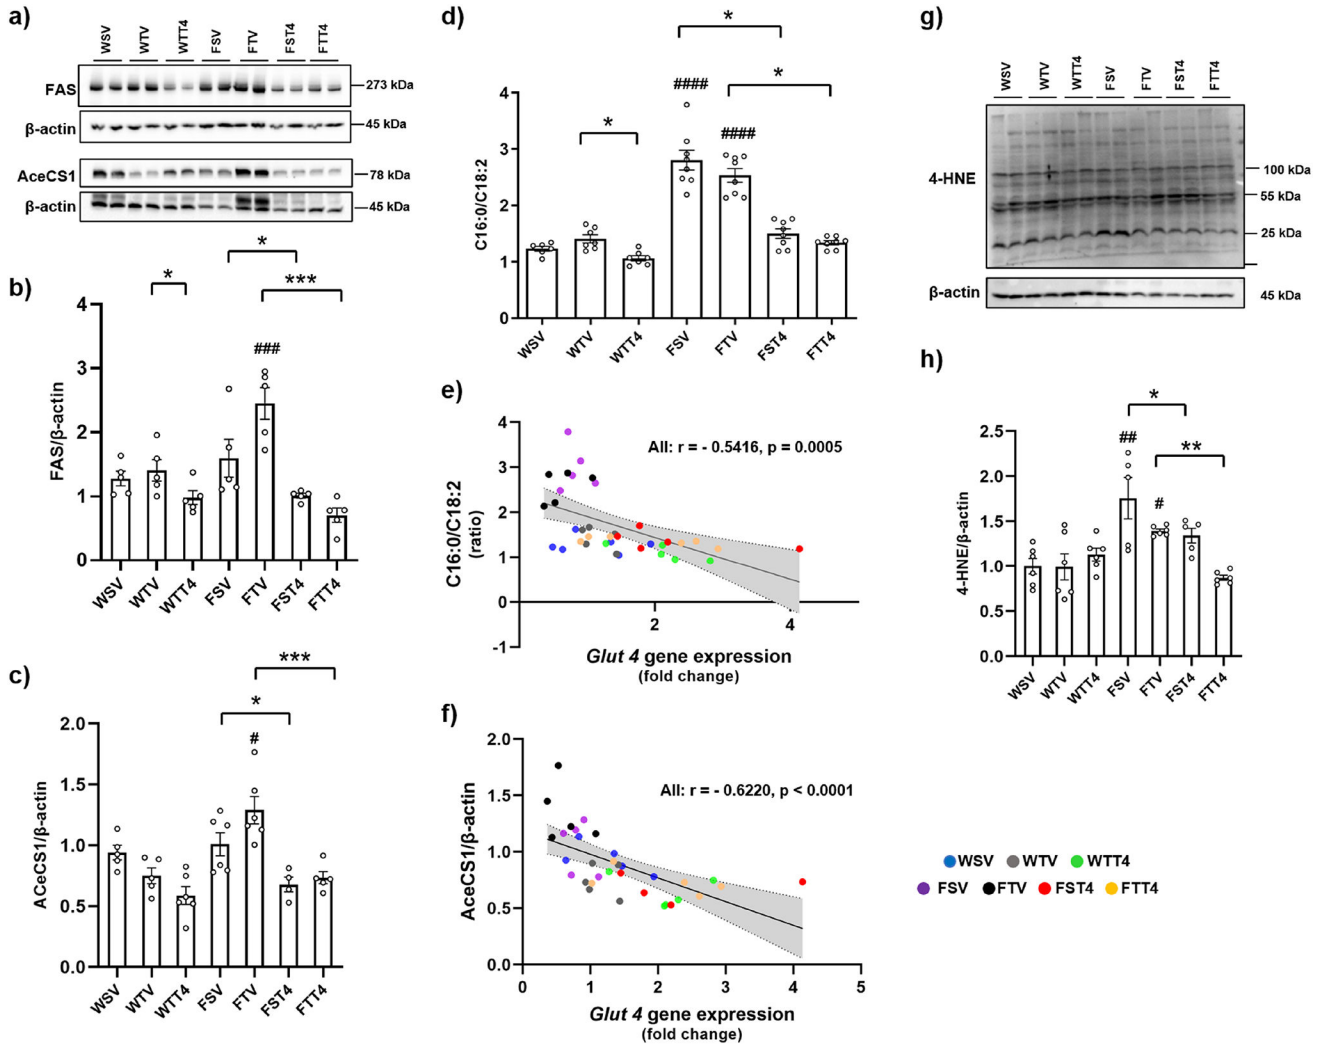 a)
WSV WTV WTT4 FSV FTV FST4 FTT4
FAS 273 kDa
β-actin 45 kDa
AceCS1 78 kDa
β-actin 45 kDa
b)
* * ***
###
FAS/β-actin
4
3
2
1
0
WSV WTV WTT4 FSV FTV FST4 FTT4
c)
***
*
#
ACeCS1/β-actin
2.0
1.5
1.0
0.5
0.0
WSV WTV WTT4 FSV FTV FST4 FTT4
d)
*
*
*
####
####
C16:0/C18:2
4
3
2
1
0
WSV WTV WTT4 FSV FTV FST4 FTT4
e)
All: r = - 0.5416, p = 0.0005
C16:0/C18:2
(ratio)
4
3
2
1
0
-1
2 4
Glut 4 gene expression
(fold change)
f)
All: r = - 0.6220, p < 0.0001
AceCS1/β-actin
2.0
1.5
1.0
0.5
0.0
0 1 2 3 4 5
Glut 4 gene expression
(fold change)
g)
WSV WTV WTT4 FSV FTV FST4 FTT4
4-HNE
100 kDa
55 kDa
25 kDa
β-actin 45 kDa
h)
*
**
##
#
4-HNE/β-actin
2.5
2.0
1.5
1.0
0.5
0.0
WSV WTV WTT4 FSV FTV FST4 FTT4
WSV WTV WTT4
FSV FTV FST4 FTT4